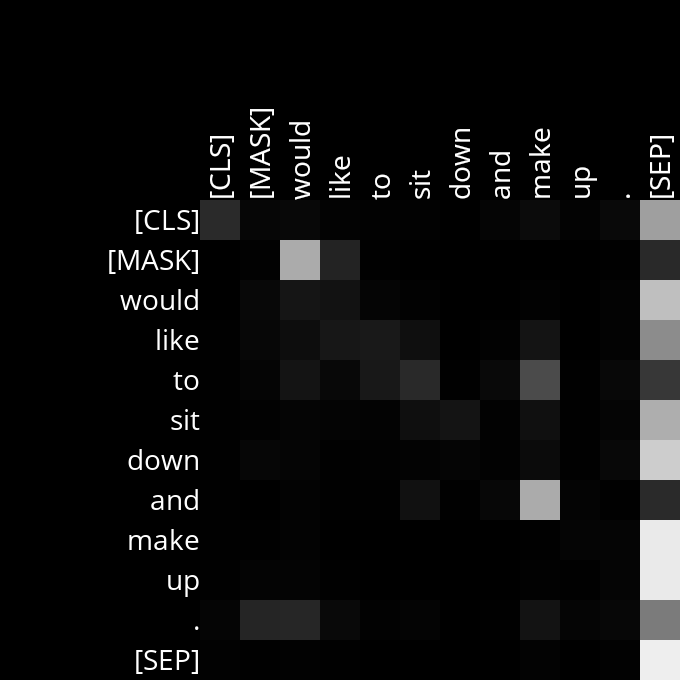 [CLS] [MASK] would like to sit down and make up . [SEP]
[CLS]
[MASK]
would
like
to
sit
down
and
make
up
.
[SEP]